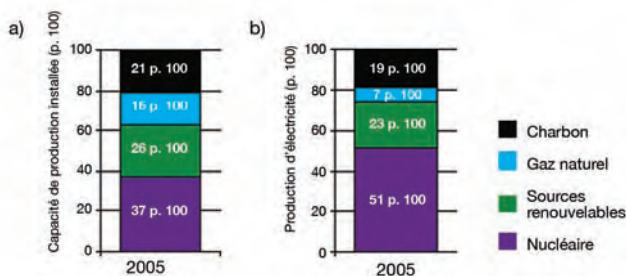 a)
Capacité de production installée (p. 100)
100
80
60
40
20
0
21 p. 100
16 p. 100
26 p. 100
37 p. 100
2005
b)
Production d'électricité (p. 100)
100
80
60
40
20
0
19 p. 100
7 p. 100
23 p. 100
51 p. 100
2005
Charbon
Gaz naturel
Sources
renouvelables
Nucléaire